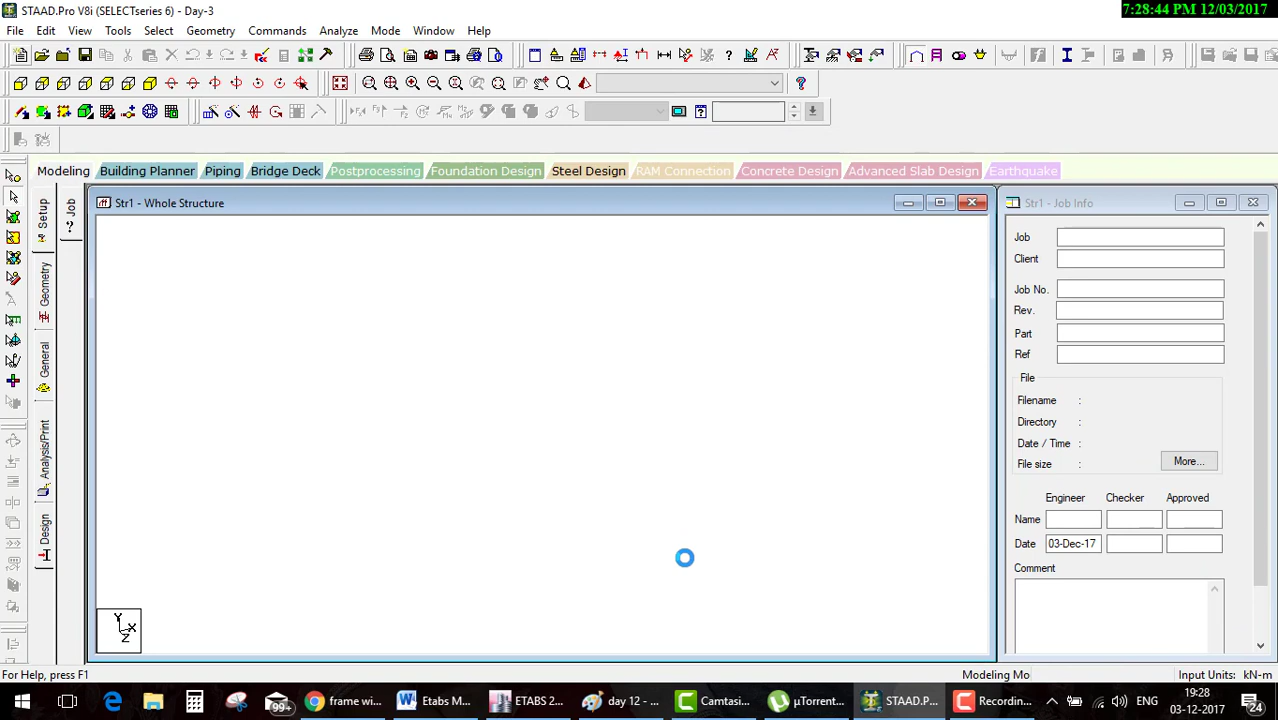 STAAD.Pro V8i (SELECTseries 6) - Day-3
7:28:44 PM 12/03/2017
File Edit View Tools Select Geometry Commands Analyze Mode Window Help
Modeling Building Planner Piping Bridge Deck Postprocessing Foundation Design Steel Design RAM Connection Concrete Design Advanced Slab Design Earthquake
Setup
Geometry
General
Analysis/Print
Design
Job
Str1 - Whole Structure
Y
X
Z
Str1 - Job Info
Job
Client
Job No.
Rev.
Part
Ref
File
Filename :
Directory :
Date / Time :
File size : More...
Engineer Checker Approved
Name
Date 03-Dec-17
Comment
For Help, press F1
Modeling Mo Input Units: kN-m
99+ frame wi... Etabs M... ETABS 2... day 12 - ... Camtasi... µTorrent... STAAD.P... Recordin... ENG 19:28
03-12-2017 24